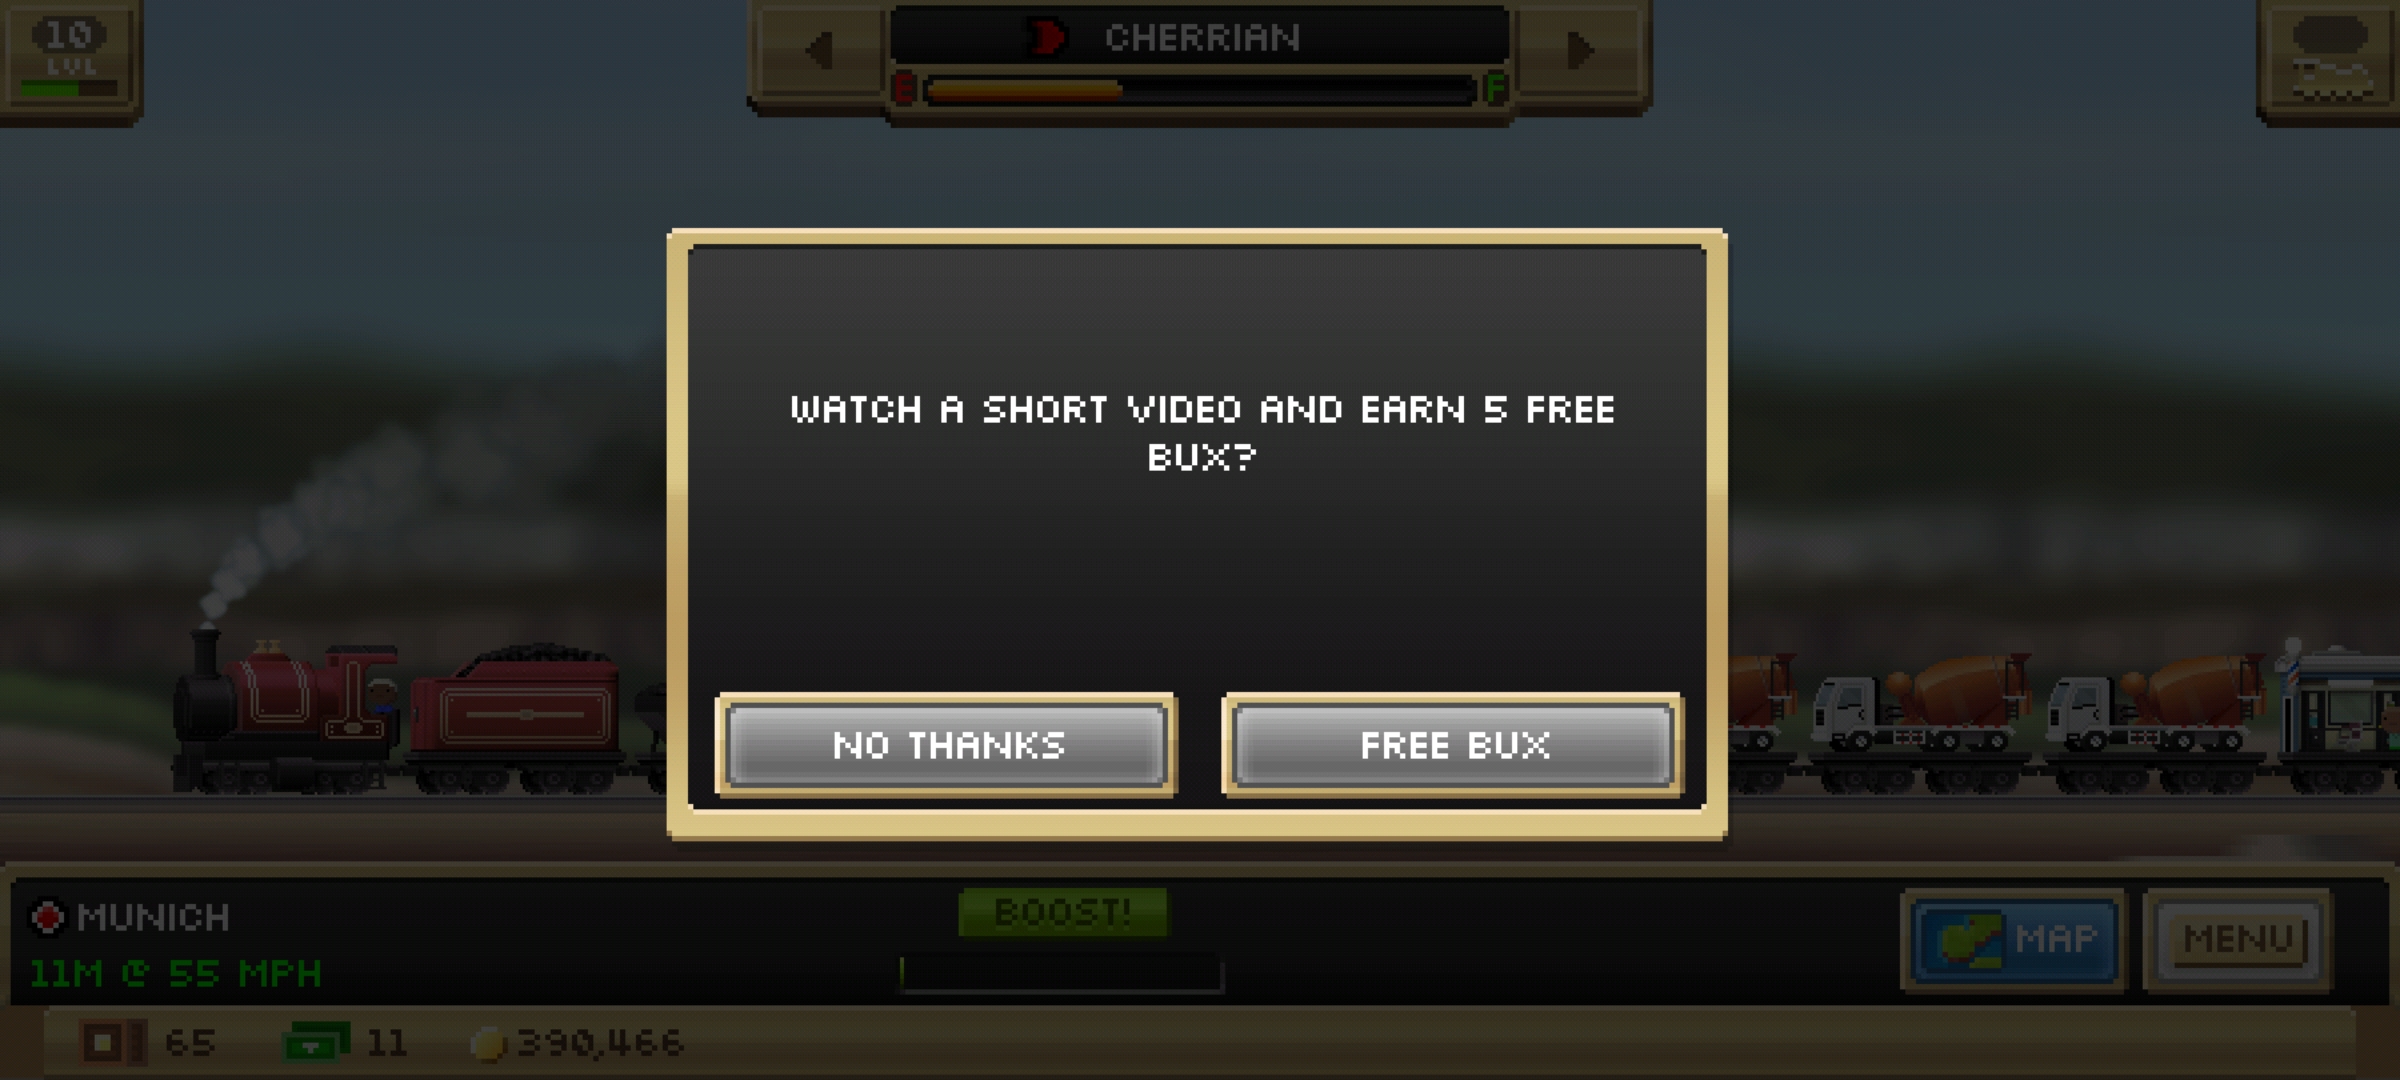 10
LVL
CHERRIAN
E
F
WATCH A SHORT VIDEO AND EARN 5 FREE
BUX?
NO THANKS
FREE BUX
MUNICH
11M @ 55 MPH
BOOST!
MAP
MENU
65
11
390,466